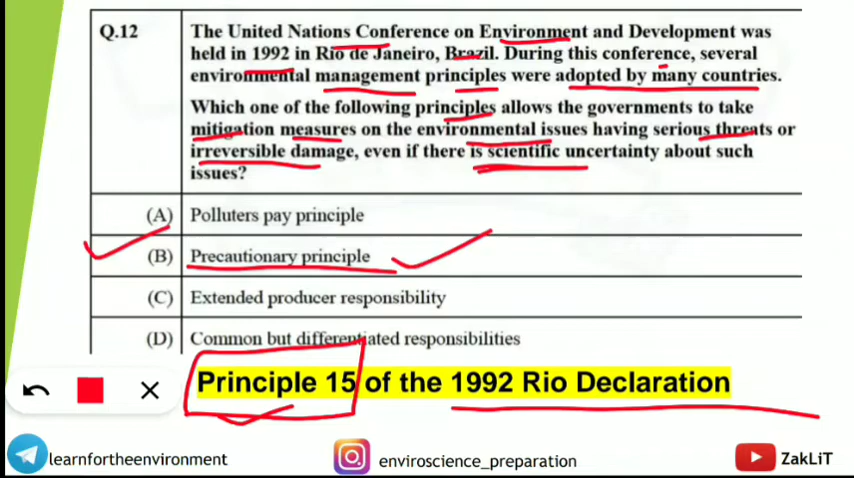 Q.12 The United Nations Conference on Environment and Development was
held in 1992 in Rio de Janeiro, Brazil. During this conference, several
environmental management principles were adopted by many countries.
Which one of the following principles allows the governments to take
mitigation measures on the environmental issues having serious threats or
irreversible damage, even if there is scientific uncertainty about such
issues?
(A) Polluters pay principle
(B) Precautionary principle
(C) Extended producer responsibility
(D) Common but differentiated responsibilities
Principle 15 of the 1992 Rio Declaration
learnfortheenvironment enviroscience_preparation ZakLiT